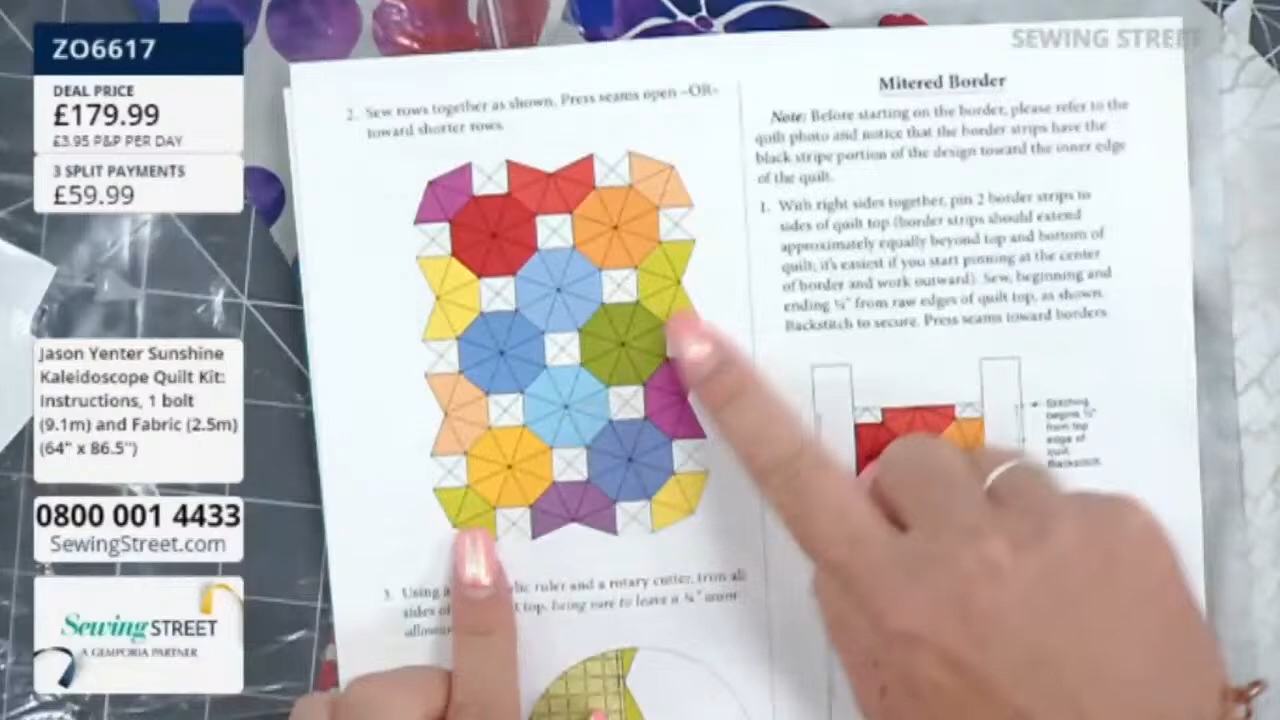 ZO6617
DEAL PRICE
£179.99
£3.95 P&P PER DAY
3 SPLIT PAYMENTS
£59.99
Jason Yenter Sunshine
Kaleidoscope Quilt Kit:
Instructions, 1 bolt
(9.1m) and Fabric (2.5m)
(64" x 86.5")
0800 001 4433
SewingStreet.com
Sewing STREET
A GEMPORIA PARTNER
SEWING STREET
2. Sew rows together as shown. Press seams open –OR–
toward shorter rows.
3. Using a ruler and a rotary cutter, trim all
sides of top, being sure to leave a ¼" seam
Mitered Border
Note: Before starting on the border, please refer to the
quilt photo and notice that the border strips have the
black stripe portion of the design toward the inner edge
of the quilt.
1. With right sides together, pin 2 border strips to
sides of quilt top (border strips should extend
approximately equally beyond top and bottom of
quilt; it's easiest if you start pinning at the center
of border and work outward). Sew, beginning and
ending ¼" from raw edges of quilt top, as shown.
Backstitch to secure. Press seams toward borders.
Stitching
begins ½"
from top
edge of
quilt.
Backstitch.